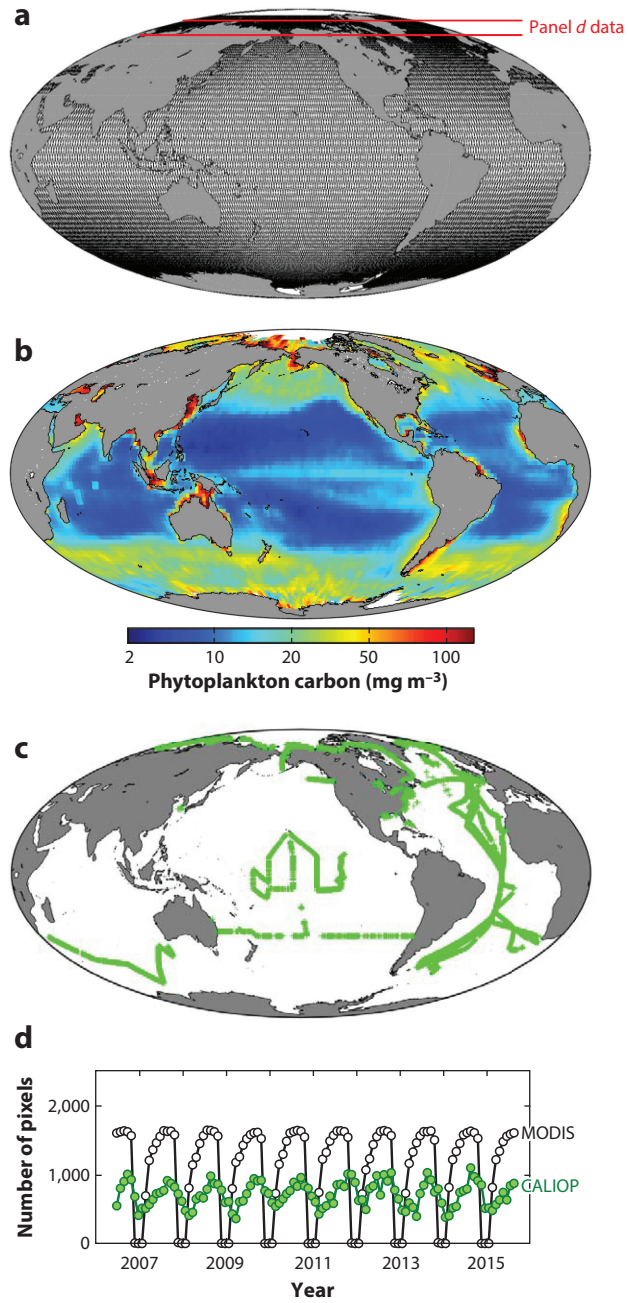 a
Panel d data
b
2 10 20 50 100
Phytoplankton carbon (mg m⁻³)
c
d
Number of pixels
2,000
1,000
0
MODIS
CALIOP
2007 2009 2011 2013 2015
Year